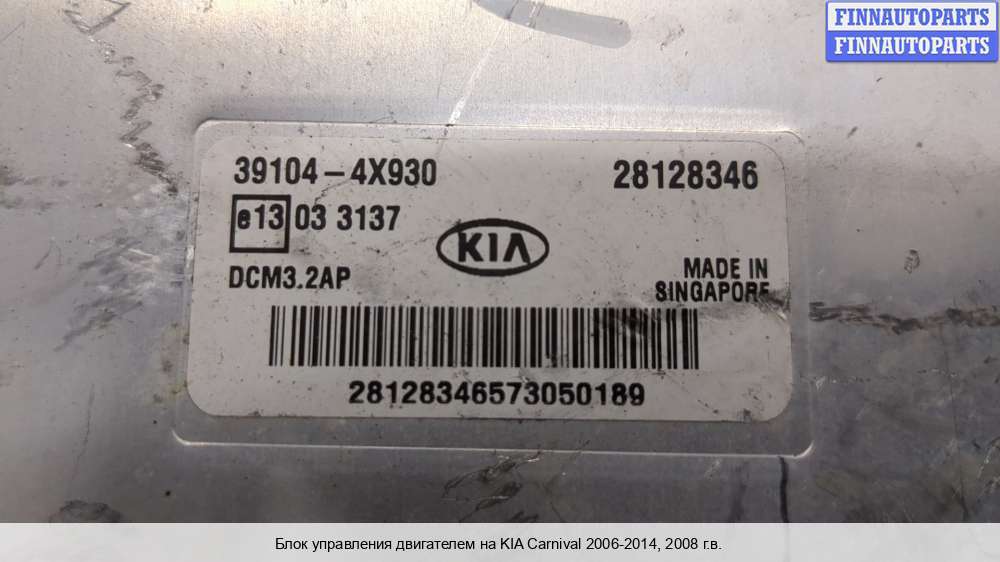 FINNAUTOPARTS
FINNAUTOPARTS
39104-4X930 28128346
e13 03 3137
KIA
DCM3.2AP
MADE IN
SINGAPORE
28128346573050189
Блок управления двигателем на KIA Carnival 2006-2014, 2008 г.в.